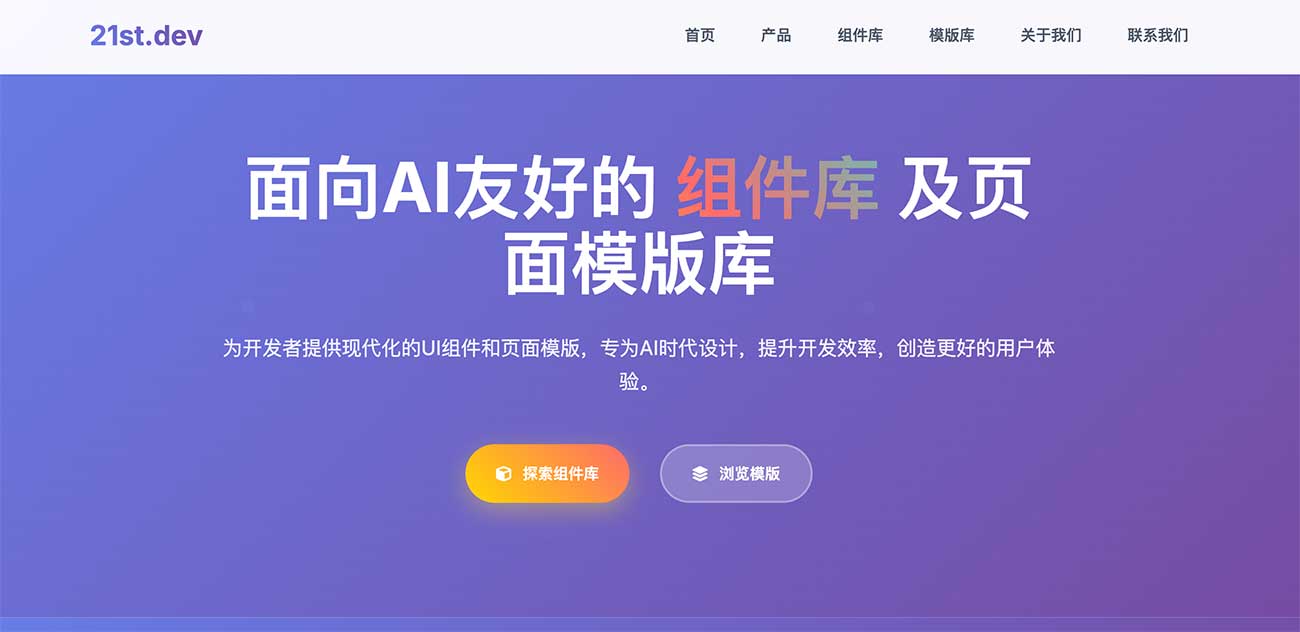 21st.dev
首页 产品 组件库 模版库 关于我们 联系我们
面向AI友好的 组件库 及页
面模版库
为开发者提供现代化的UI组件和页面模版，专为AI时代设计，提升开发效率，创造更好的用户体
验。
探索组件库 浏览模版